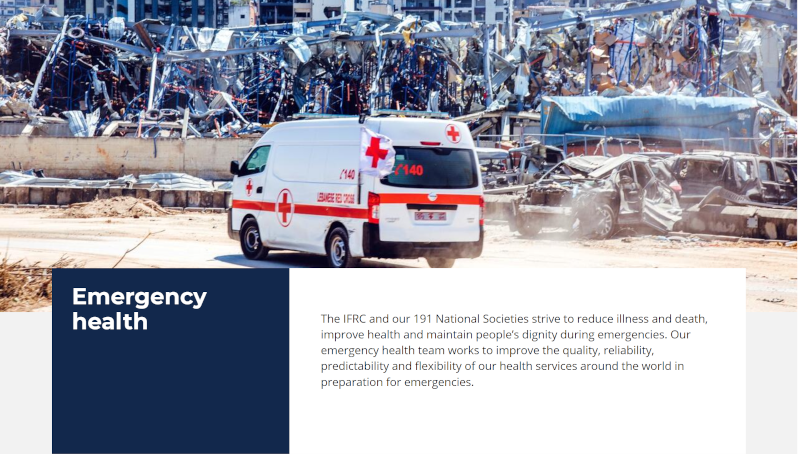 140
140
LEBANESE RED CROSS
Emergency
health
The IFRC and our 191 National Societies strive to reduce illness and death,
improve health and maintain people's dignity during emergencies. Our
emergency health team works to improve the quality, reliability,
predictability and flexibility of our health services around the world in
preparation for emergencies.